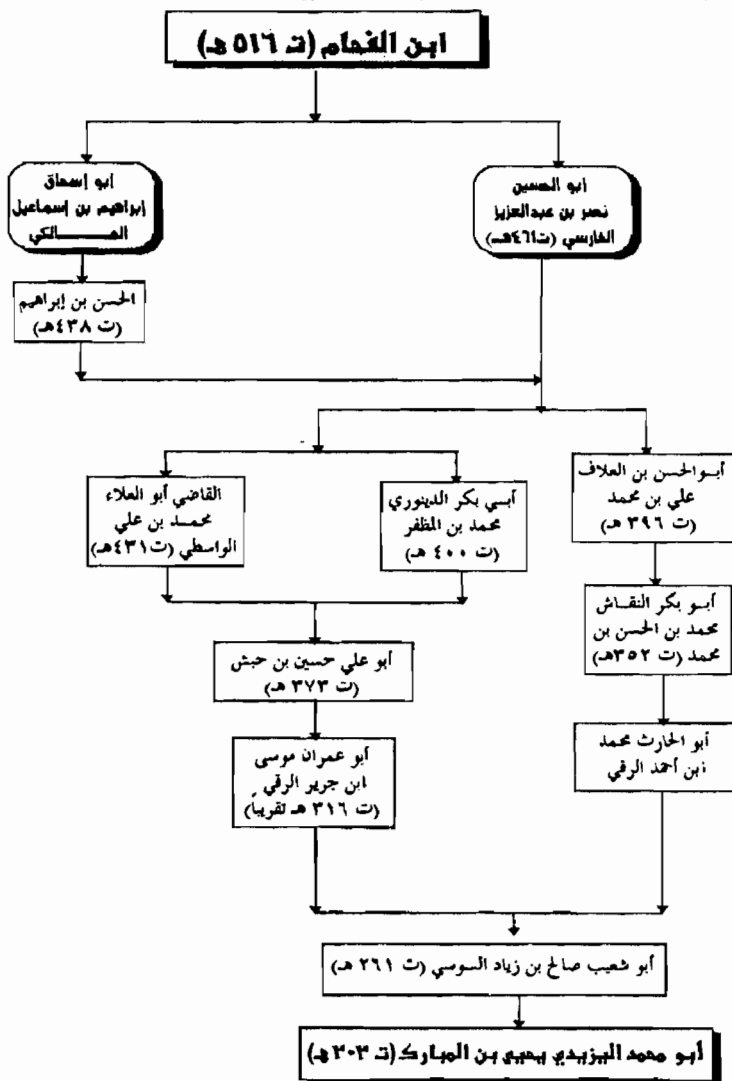 ابن الفحام (ت ٥١٦ هـ)
أبو الحسين
نصر بن عبدالعزيز
الفارسي (ت٤٦١هـ)
أبو إسحاق
إبراهيم بن إسماعيل
المالكي
الحسن بن إبراهيم
(ت ٤٣٨هـ)
أبو الحسن بن العلاف
علي بن محمد
(ت ٣٩٦ هـ)
أبي بكر الدينوري
محمد بن المظفر
(ت ٤٠٠ هـ)
القاضي أبو العلاء
محمد بن علي
الواسطي (ت٤٣١هـ)
أبو بكر النقاش
محمد بن الحسن بن
محمد (ت ٣٥٢هـ)
أبو علي حسين بن حبش
(ت ٣٧٣ هـ)
أبو الحارث محمد
ابن أحمد الرقي
أبو عمران موسى
ابن جرير الرقي
(ت ٣١٦ هـ تقريباً)
أبو شعيب صالح بن زياد السوسي (ت ٢٦١ هـ)
أبو محمد اليزيدي يحيى بن المبارك (ت ٣٠٣ هـ)